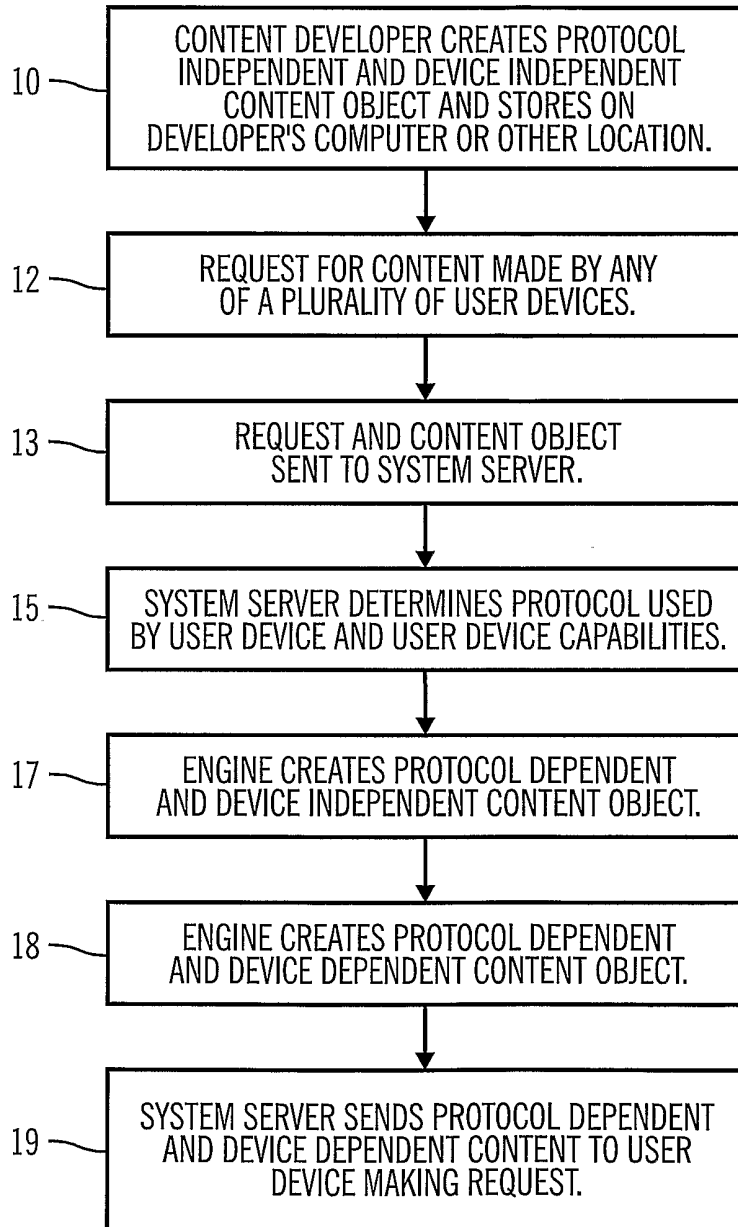 10
CONTENT DEVELOPER CREATES PROTOCOL
INDEPENDENT AND DEVICE INDEPENDENT
CONTENT OBJECT AND STORES ON
DEVELOPER'S COMPUTER OR OTHER LOCATION.
12
REQUEST FOR CONTENT MADE BY ANY
OF A PLURALITY OF USER DEVICES.
13
REQUEST AND CONTENT OBJECT
SENT TO SYSTEM SERVER.
15
SYSTEM SERVER DETERMINES PROTOCOL USED
BY USER DEVICE AND USER DEVICE CAPABILITIES.
17
ENGINE CREATES PROTOCOL DEPENDENT
AND DEVICE INDEPENDENT CONTENT OBJECT.
18
ENGINE CREATES PROTOCOL DEPENDENT
AND DEVICE DEPENDENT CONTENT OBJECT.
19
SYSTEM SERVER SENDS PROTOCOL DEPENDENT
AND DEVICE DEPENDENT CONTENT TO USER
DEVICE MAKING REQUEST.